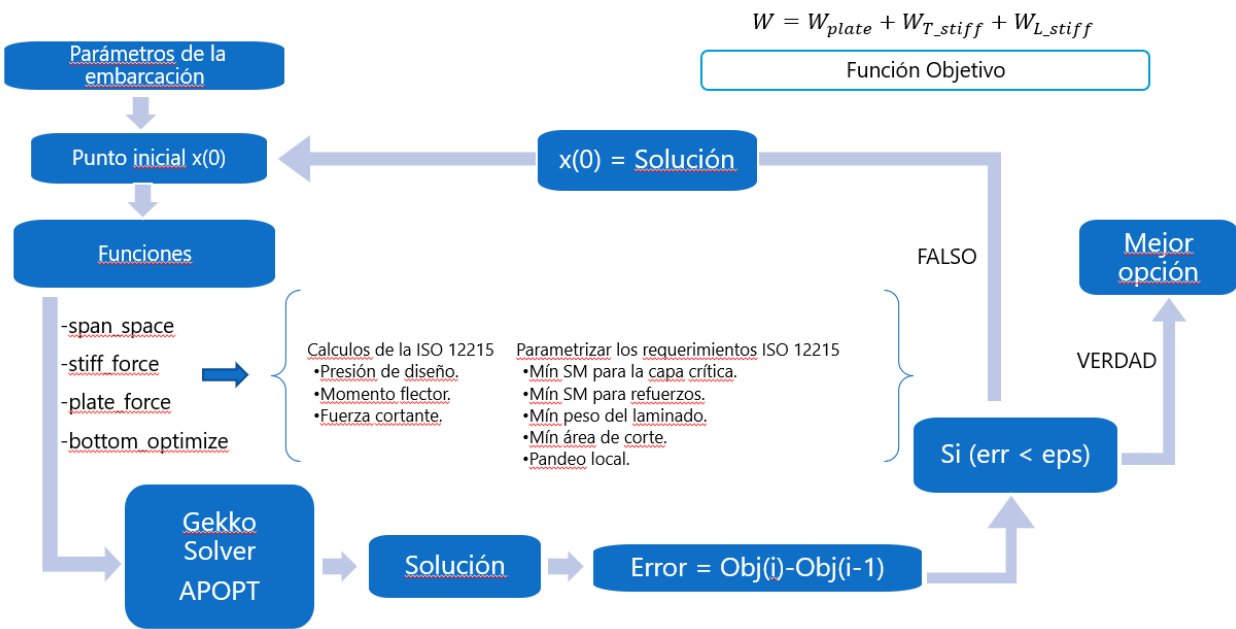 W = W_plate + W_T_stiff + W_L_stiff
Función Objetivo
Parámetros de la
embarcación
Punto inicial x(0)
x(0) = Solución
Funciones
FALSO
Mejor
opción
VERDAD
-span_space
-stiff_force
-plate_force
-bottom_optimize
Calculos de la ISO 12215
•Presión de diseño.
•Momento flector.
•Fuerza cortante.
Parametrizar los requerimientos ISO 12215
•Mín SM para la capa crítica.
•Mín SM para refuerzos.
•Mín peso del laminado.
•Mín área de corte.
•Pandeo local.
Si (err < eps)
Gekko
Solver
APOPT
Solución
Error = Obj(i)-Obj(i-1)